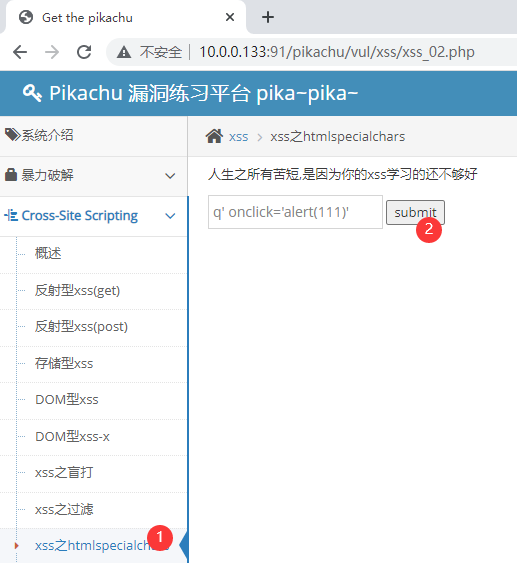 Get the pikachu
不安全 10.0.0.133:91/pikachu/vul/xss/xss_02.php
Pikachu 漏洞练习平台 pika~pika~
系统介绍
xss xss之htmlspecialchars
暴力破解
人生之所有苦短,是因为你的xss学习的还不够好
q' onclick='alert(111)' submit
2
Cross-Site Scripting
概述
反射型xss(get)
反射型xss(post)
存储型xss
DOM型xss
DOM型xss-x
xss之盲打
xss之过滤
xss之htmlspecialchars
1